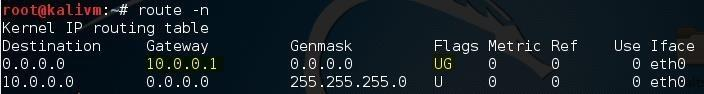 root@kalivm:~# route -n
Kernel IP routing table
Destination Gateway Genmask Flags Metric Ref Use Iface
0.0.0.0 10.0.0.1 0.0.0.0 UG 0 0 0 eth0
10.0.0.0 0.0.0.0 255.255.255.0 U 0 0 0 eth0